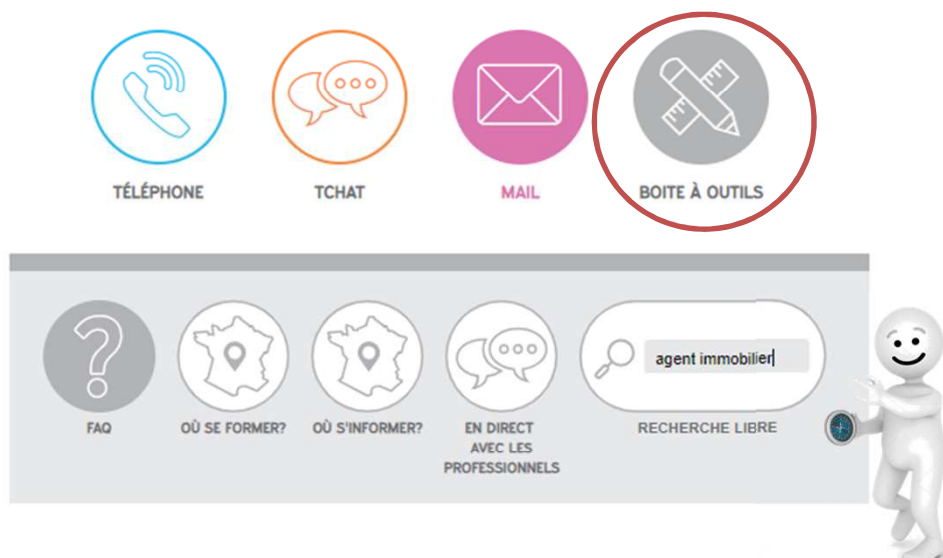 TÉLÉPHONE
TCHAT
MAIL
BOITE À OUTILS
agent immobilier
FAQ
OÙ SE FORMER?
OÙ S'INFORMER?
EN DIRECT
AVEC LES
PROFESSIONNELS
RECHERCHE LIBRE